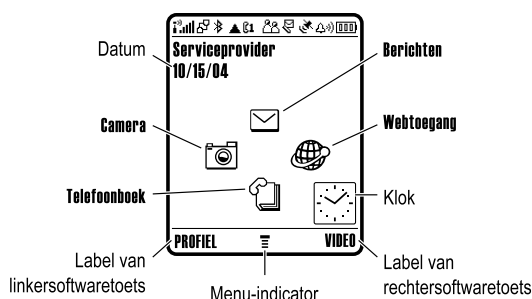 Datum
Serviceprovider
10/15/04
Berichten
Camera
Webtoegang
Telefoonboek
Klok
PROFIEL
VIDEO
Label van
linkersoftwaretoets
Menu-indicator
Label van
rechtersoftwaretoets